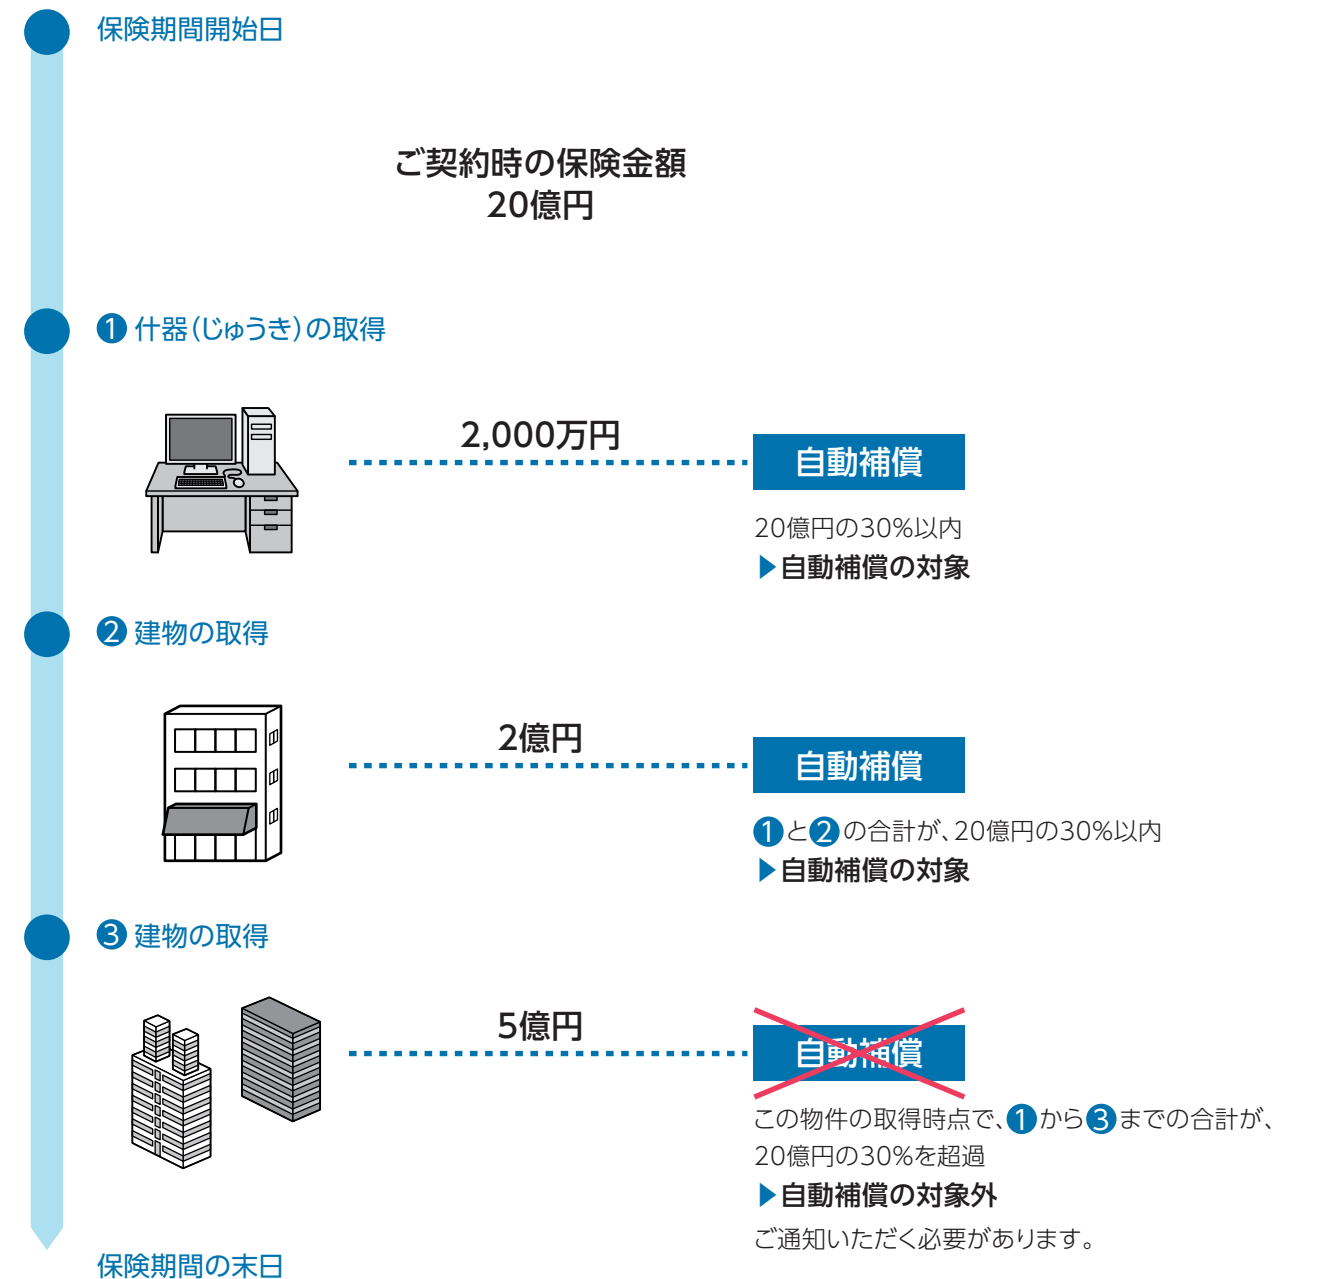 保険期間開始日
ご契約時の保険金額
20億円
❶ 什器(じゅうき)の取得
2,000万円
自動補償
20億円の30%以内
▶自動補償の対象
❷ 建物の取得
2億円
自動補償
❶と❷の合計が、20億円の30%以内
▶自動補償の対象
❸ 建物の取得
5億円
自動補償
この物件の取得時点で、❶から❸までの合計が、
20億円の30%を超過
▶自動補償の対象外
ご通知いただく必要があります。
保険期間の末日